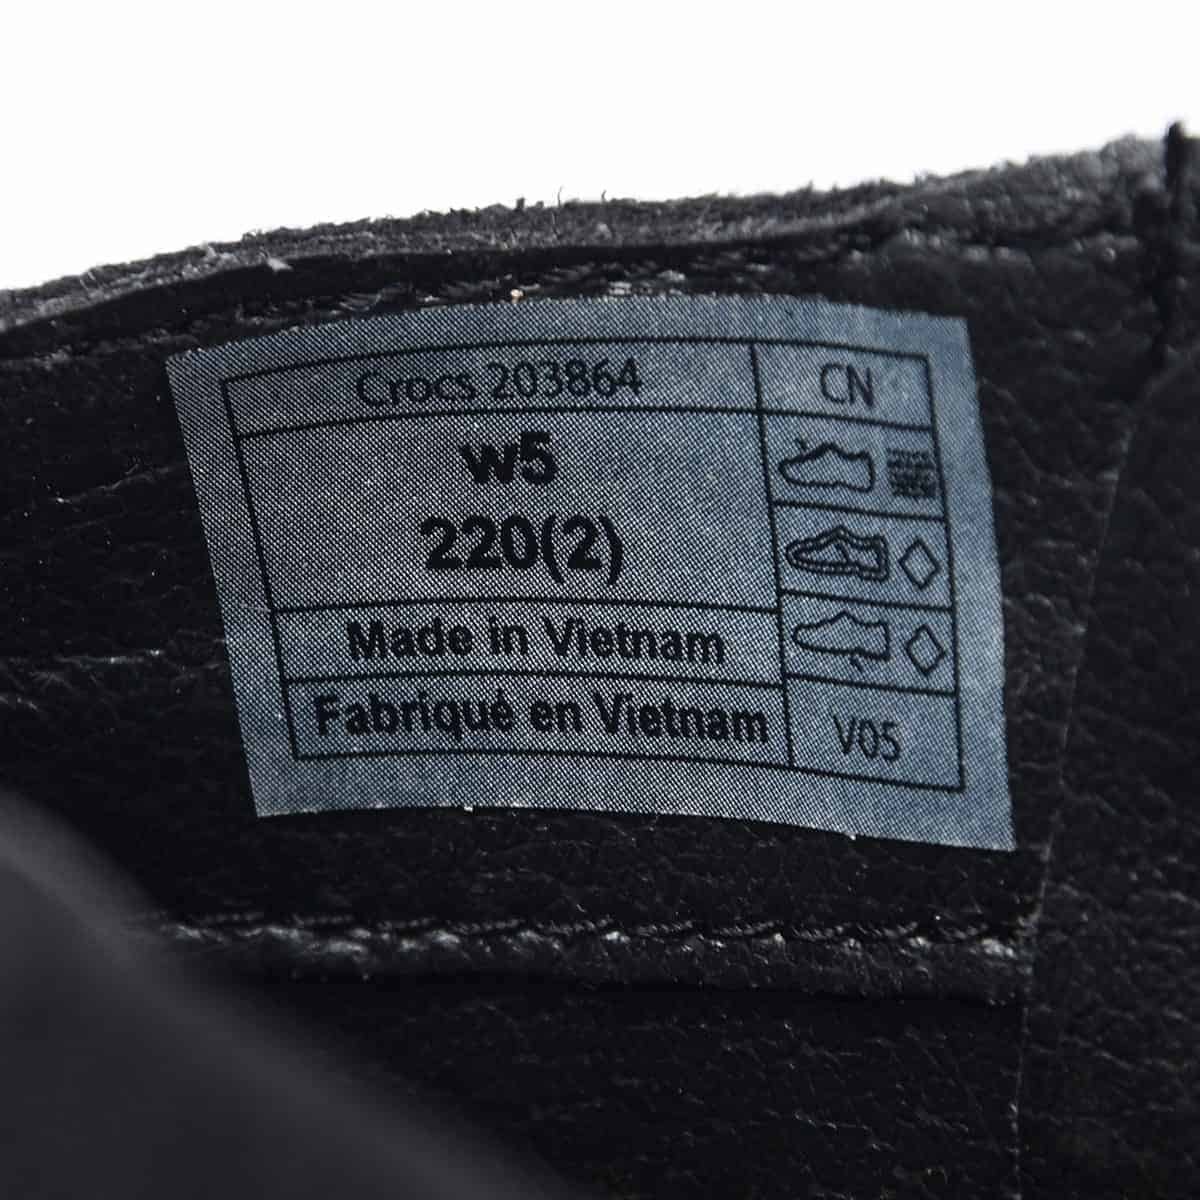 Crocs 203864
CN
w5
220(2)
Made in Vietnam
Fabriqué en Vietnam
V05